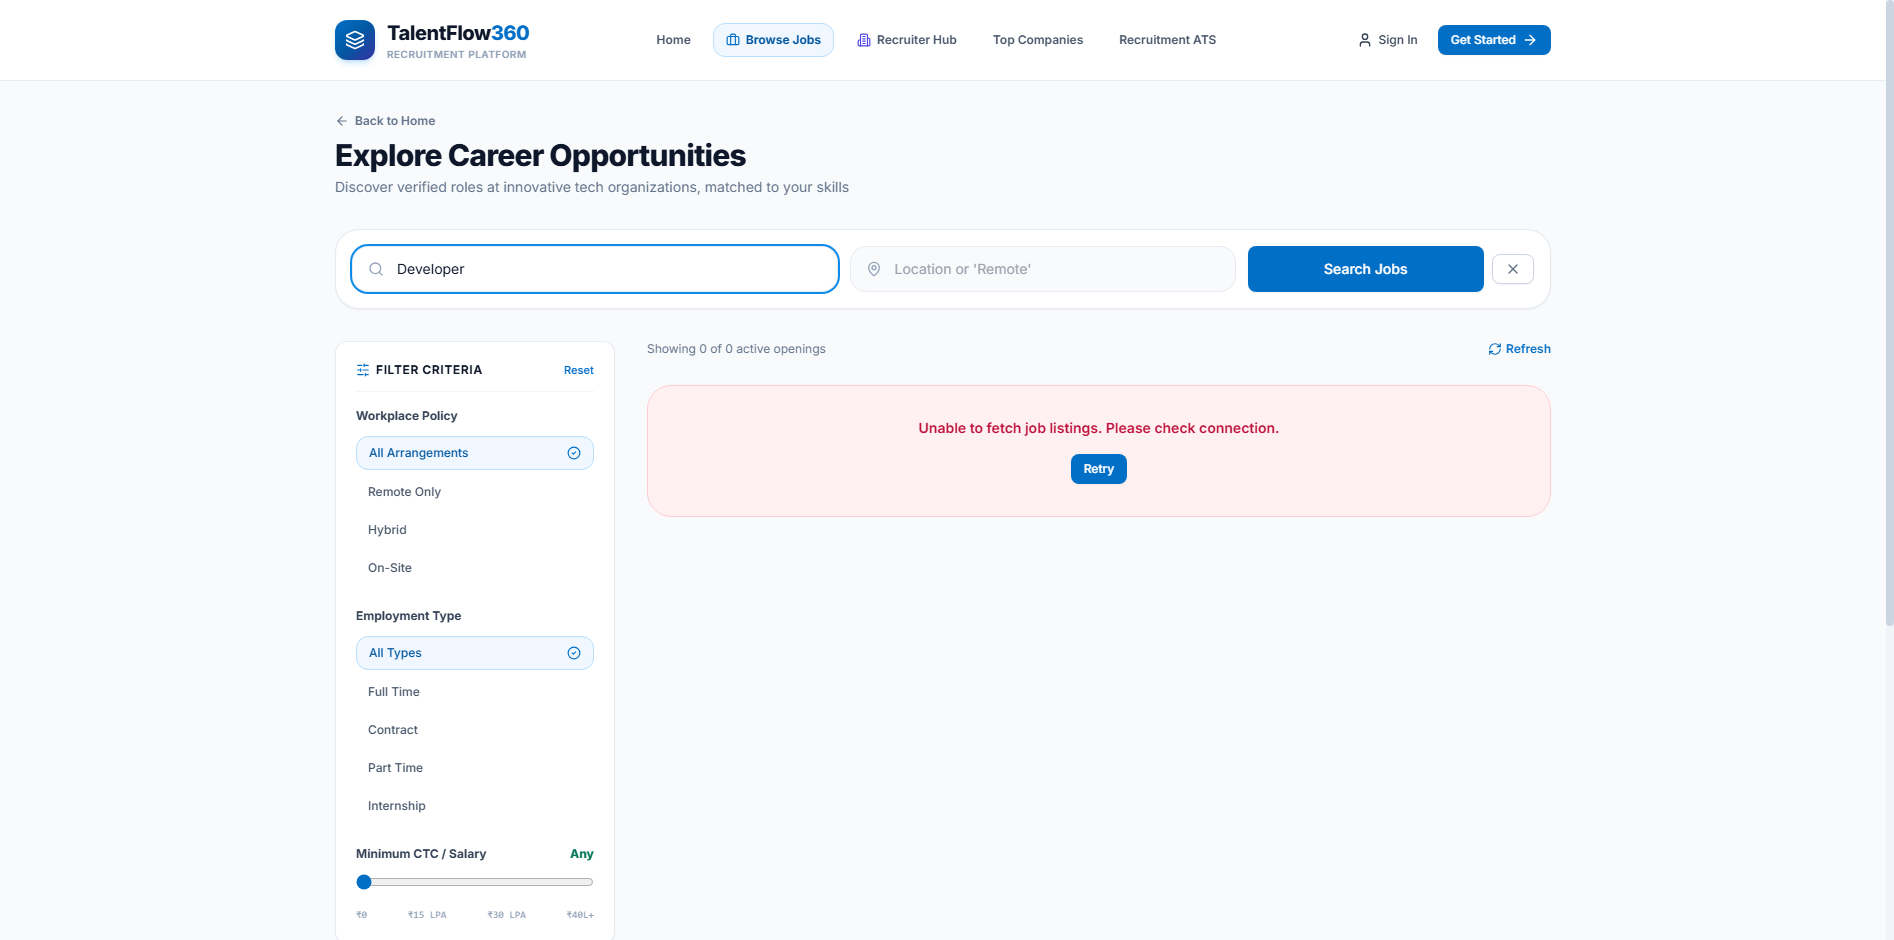 TalentFlow360
RECRUITMENT PLATFORM
Home
Browse Jobs
Recruiter Hub
Top Companies
Recruitment ATS
Sign In
Get Started
Back to Home
Explore Career Opportunities
Discover verified roles at innovative tech organizations, matched to your skills
Developer
Location or 'Remote'
Search Jobs
FILTER CRITERIA
Reset
Workplace Policy
All Arrangements
Remote Only
Hybrid
On-Site
Employment Type
All Types
Full Time
Contract
Part Time
Internship
Minimum CTC / Salary
Any
₹0
₹15 LPA
₹30 LPA
₹40L+
Showing 0 of 0 active openings
Refresh
Unable to fetch job listings. Please check connection.
Retry